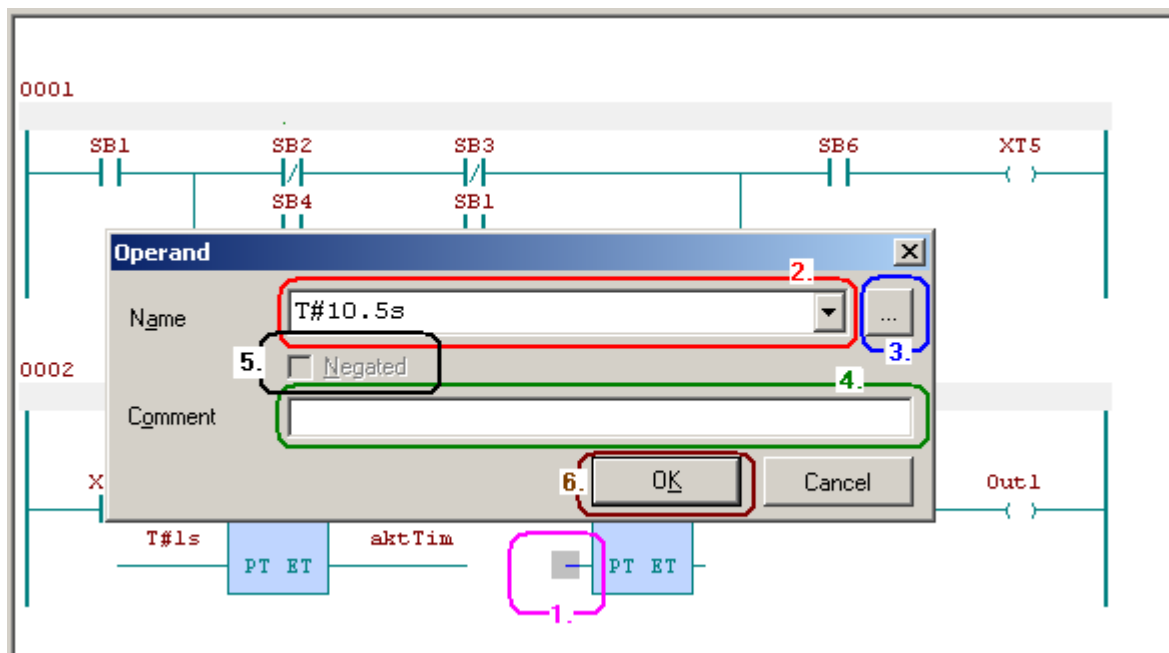 0001
SB1 SB2 SB3 SB6 XT5
SB4 SB1
Operand
2.
Name T#10.5s ...
3.
5. Negated
0002
4.
Comment
6. OK Cancel
X Out1
T#1s aktTim
PT ET PT ET
1.